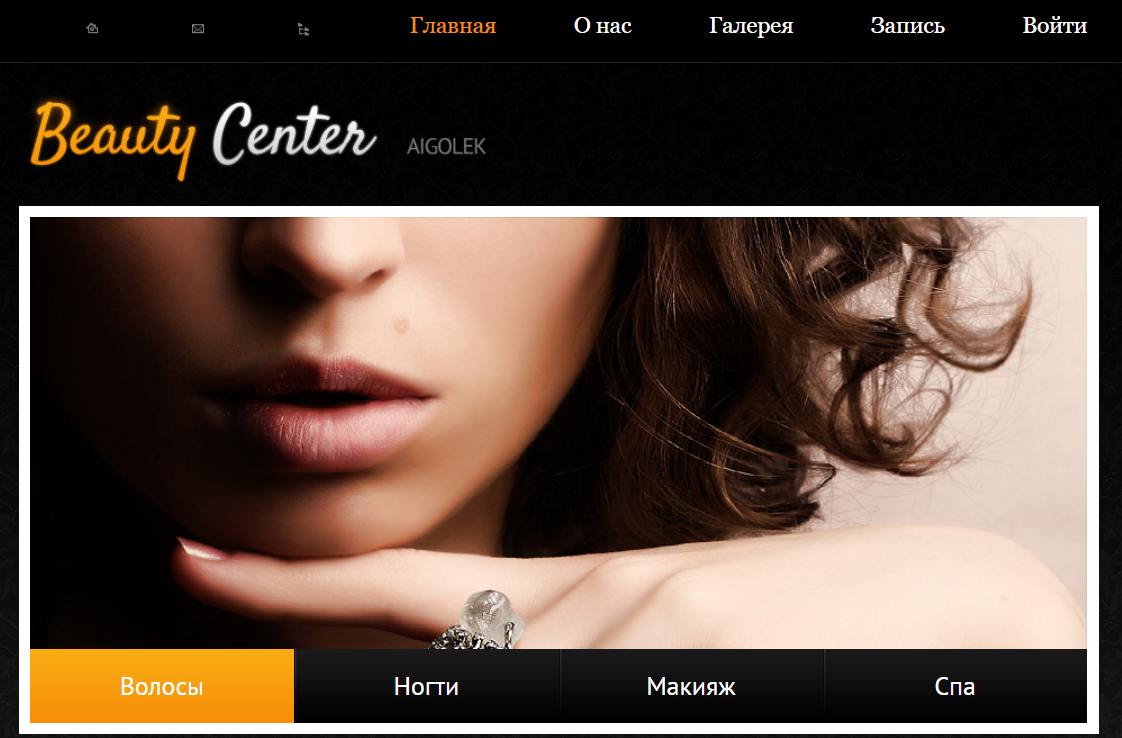 Главная О нас Галерея Запись Войти
Beauty Center AIGOLEK
Волосы Ногти Макияж Спа